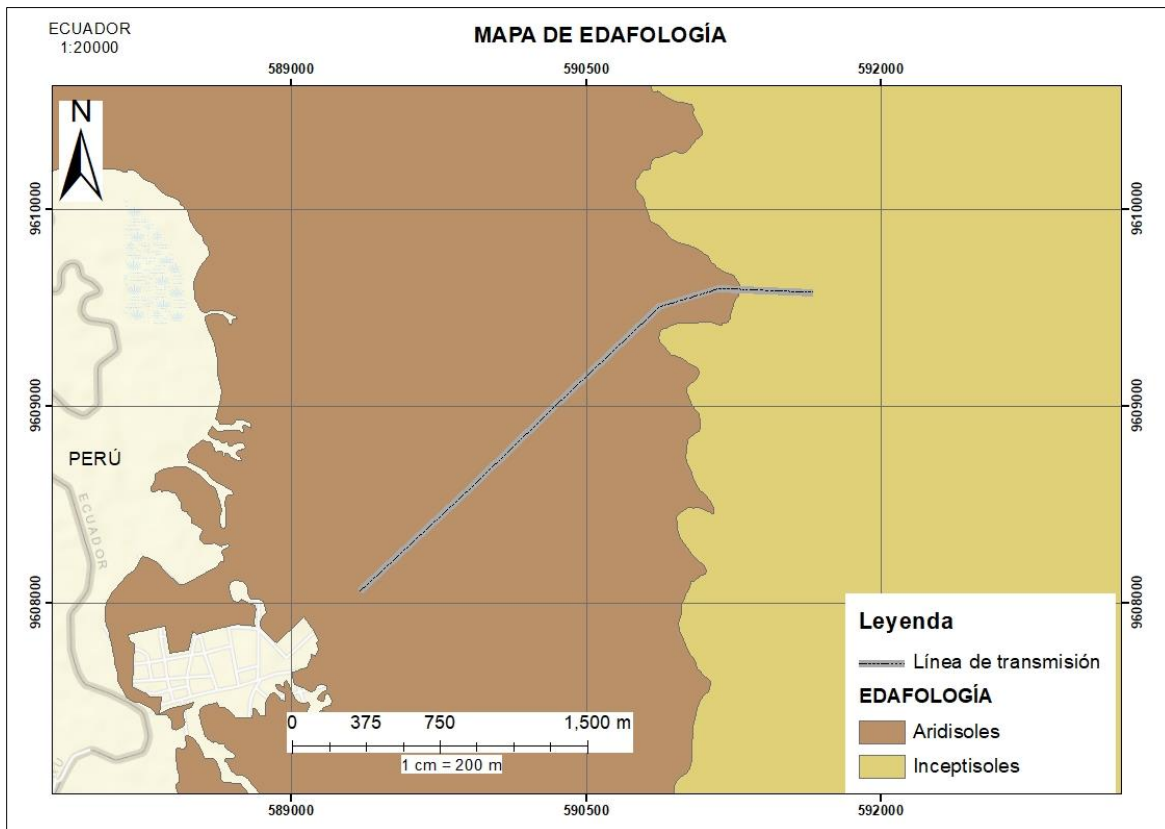 ECUADOR
1:20000
MAPA DE EDAFOLOGÍA
589000 590500 592000
N
9610000 9610000
9609000 9609000
PERÚ
ECUADOR
9608000 9608000
Leyenda
Línea de transmisión
EDAFOLOGÍA
Aridisoles
Inceptisoles
0 375 750 1,500 m
1 cm = 200 m
589000 590500 592000